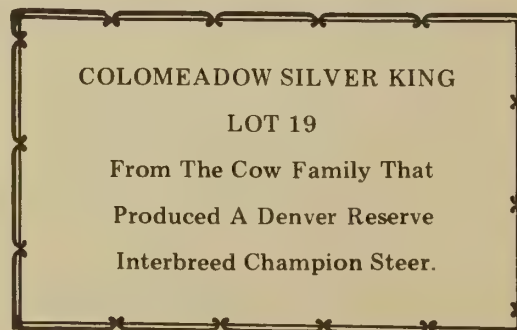 COLOMEADOW SILVER KING
LOT 19
From The Cow Family That
Produced A Denver Reserve
Interbreed Champion Steer.